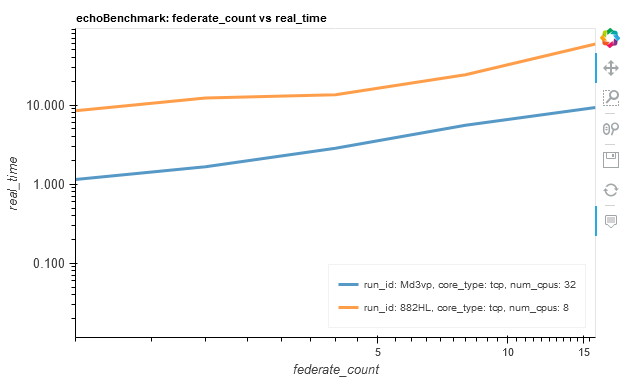 echoBenchmark: federate_count vs real_time
10.000
1.000
0.100
real_time
run_id: Md3vp, core_type: tcp, num_cpus: 32
run_id: 882HL, core_type: tcp, num_cpus: 8
5
10
15
federate_count